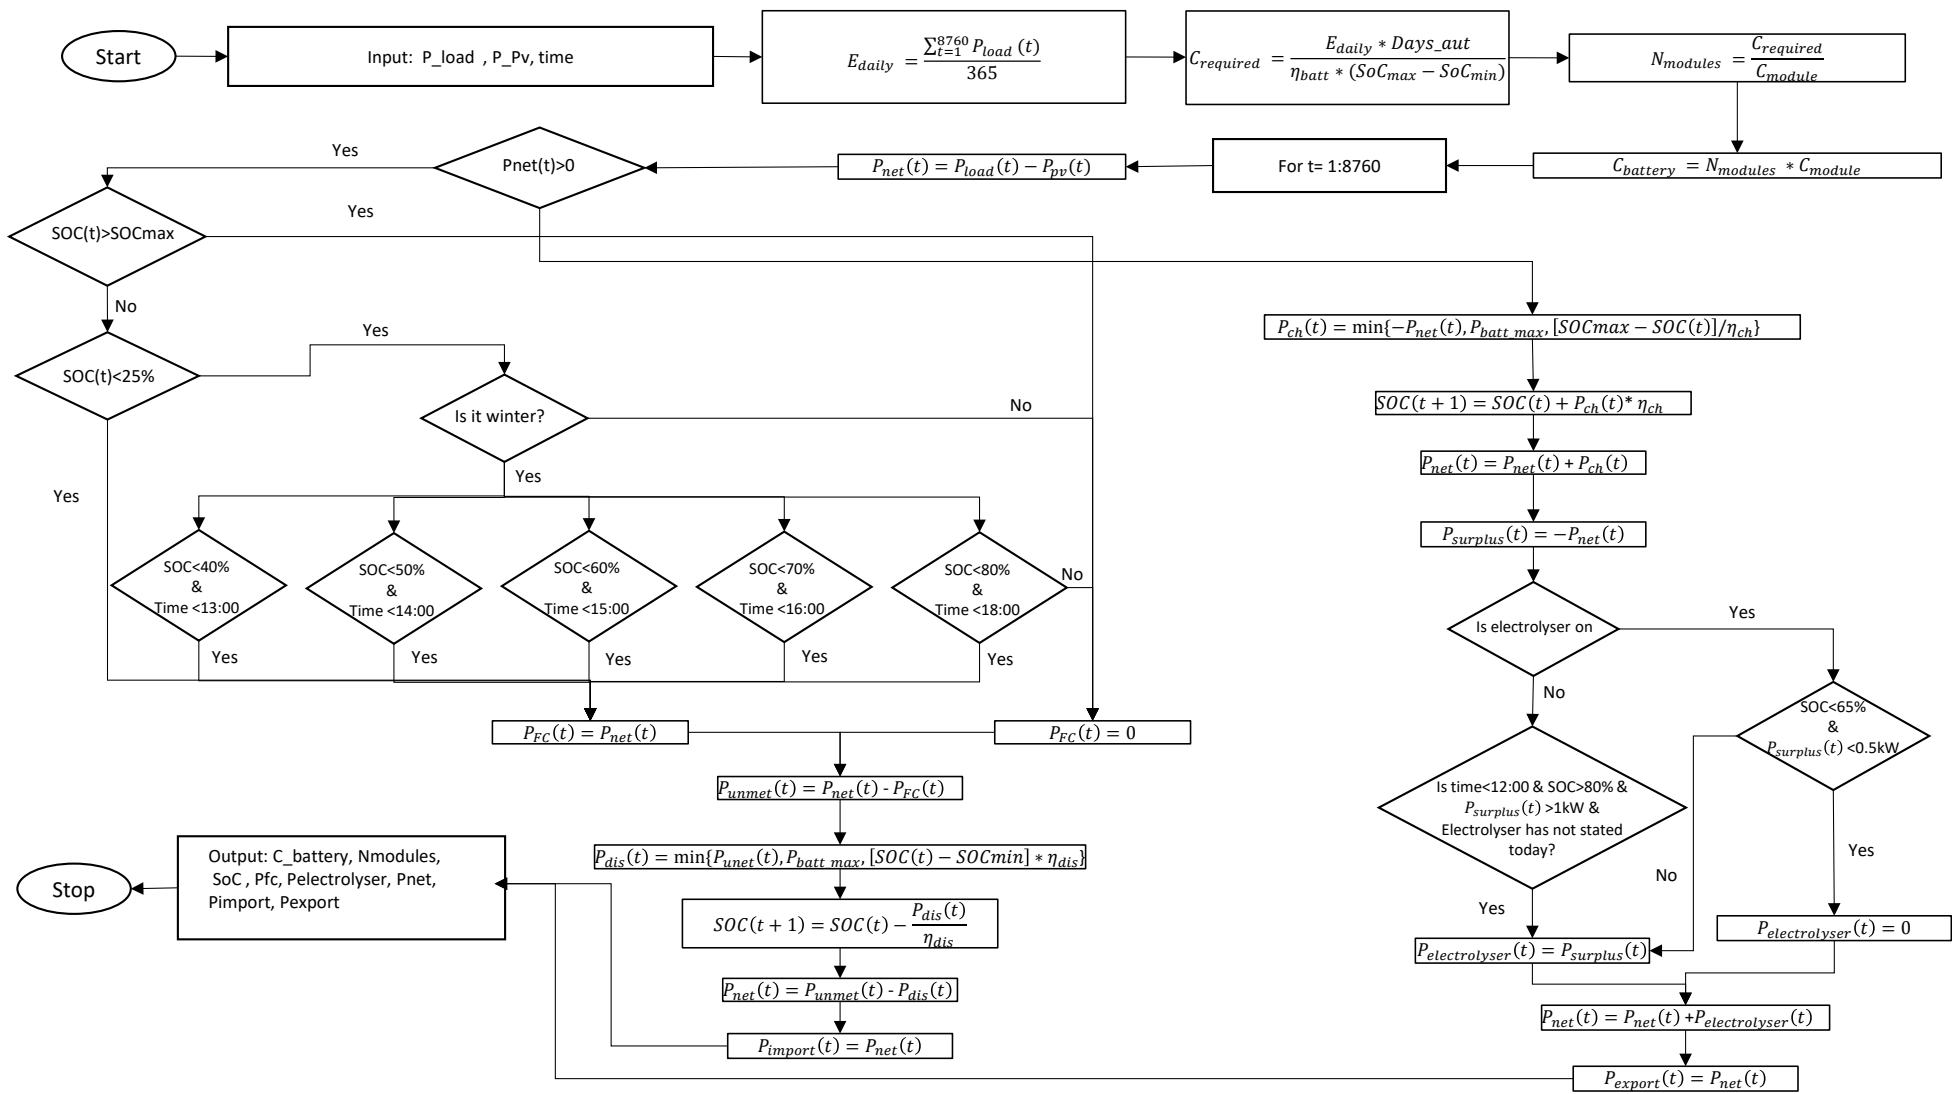 Start
Input: P_load , P_Pv, time
E_daily = ∑_{t=1}^{8760} P_load (t) / 365
C_required = E_daily * Days_aut / η_batt * (SoC_max − SoC_min)
N_modules = C_required / C_module
C_battery = N_modules * C_module
For t= 1:8760
P_net(t) = P_load(t) − P_pv(t)
Pnet(t)>0
Yes
SOC(t)>SOCmax
Yes
No
SOC(t)<25%
Yes
Yes
Is it winter?
No
Yes
SOC<40%
&
Time <13:00
SOC<50%
&
Time <14:00
SOC<60%
&
Time <15:00
SOC<70%
&
Time <16:00
SOC<80%
&
Time <18:00
No
Yes
Yes
Yes
Yes
Yes
P_FC(t) = P_net(t)
P_FC(t) = 0
P_unmet(t) = P_net(t) - P_FC(t)
P_dis(t) = min{P_unet(t), P_batt_max, [SOC(t) − SOCmin] * η_dis}
SOC(t + 1) = SOC(t) − P_dis(t) / η_dis
P_net(t) = P_unmet(t) - P_dis(t)
P_import(t) = P_net(t)
P_ch(t) = min{−P_net(t), P_batt_max, [SOCmax − SOC(t)]/η_ch}
SOC(t + 1) = SOC(t) + P_ch(t)* η_ch
P_net(t) = P_net(t) + P_ch(t)
P_surplus(t) = −P_net(t)
Is electrolyser on
Yes
No
SOC<65%
&
P_surplus(t) <0.5kW
Is time<12:00 & SOC>80% &
P_surplus(t) >1kW &
Electrolyser has not stated
today?
Yes
No
Yes
P_electrolyser(t) = P_surplus(t)
P_electrolyser(t) = 0
P_net(t) = P_net(t) +P_electrolyser(t)
P_export(t) = P_net(t)
Output: C_battery, Nmodules,
SoC , Pfc, Pelectrolyser, Pnet,
Pimport, Pexport
Stop